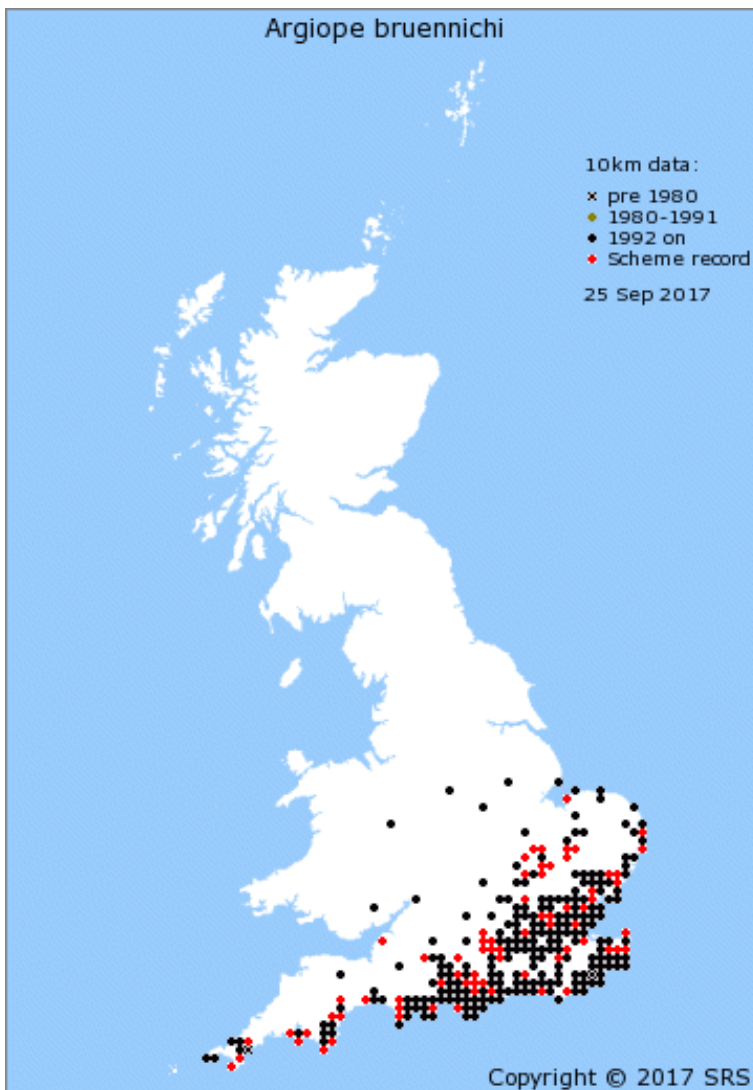 Argiope bruennichi
10km data:
pre 1980
1980-1991
1992 on
Scheme record
25 Sep 2017
Copyright © 2017 SRS